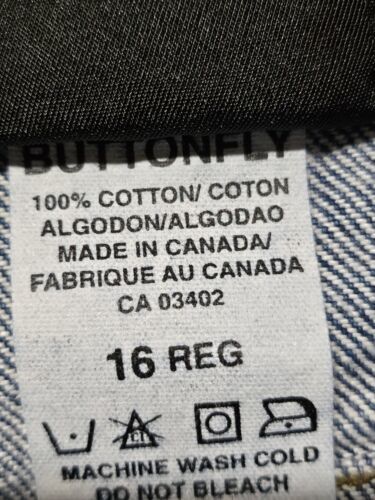 BUTTONFLY
100% COTTON/ COTON
ALGODON/ALGODAO
MADE IN CANADA/
FABRIQUE AU CANADA
CA 03402
16 REG
MACHINE WASH COLD
DO NOT BLEACH